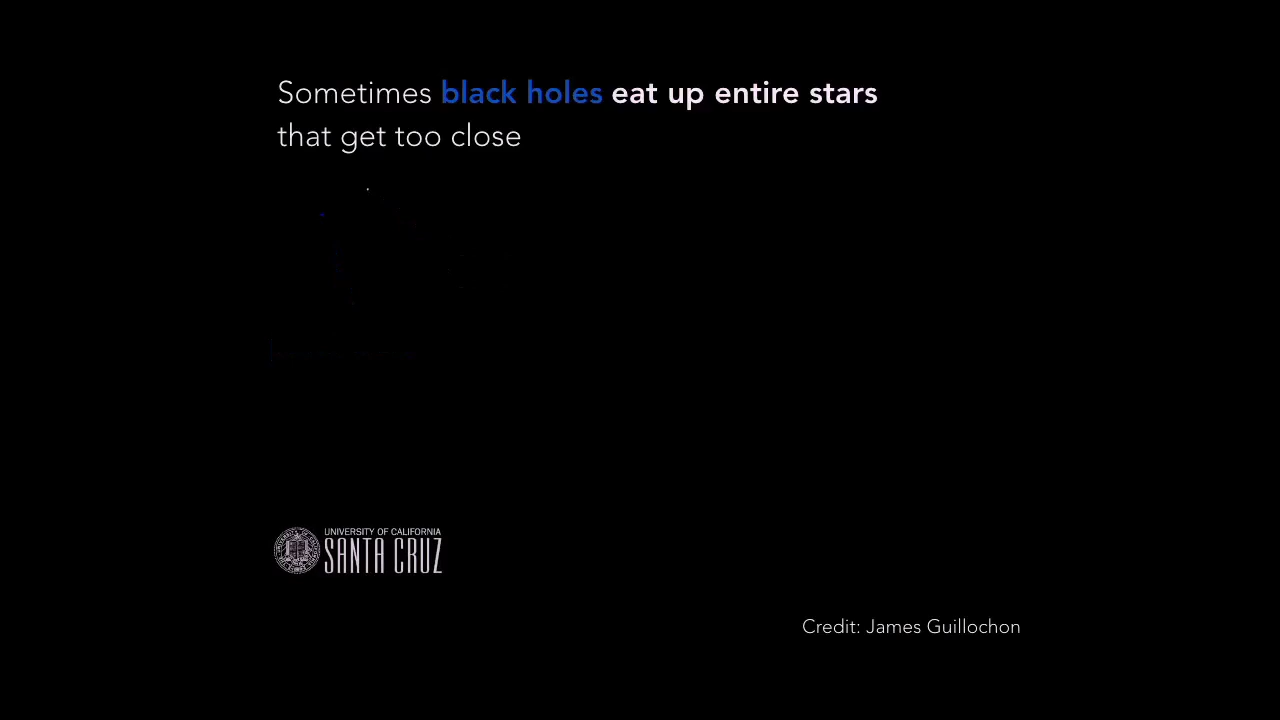 Sometimes black holes eat up entire stars
that get too close
UNIVERSITY OF CALIFORNIA
SANTA CRUZ
Credit: James Guillochon